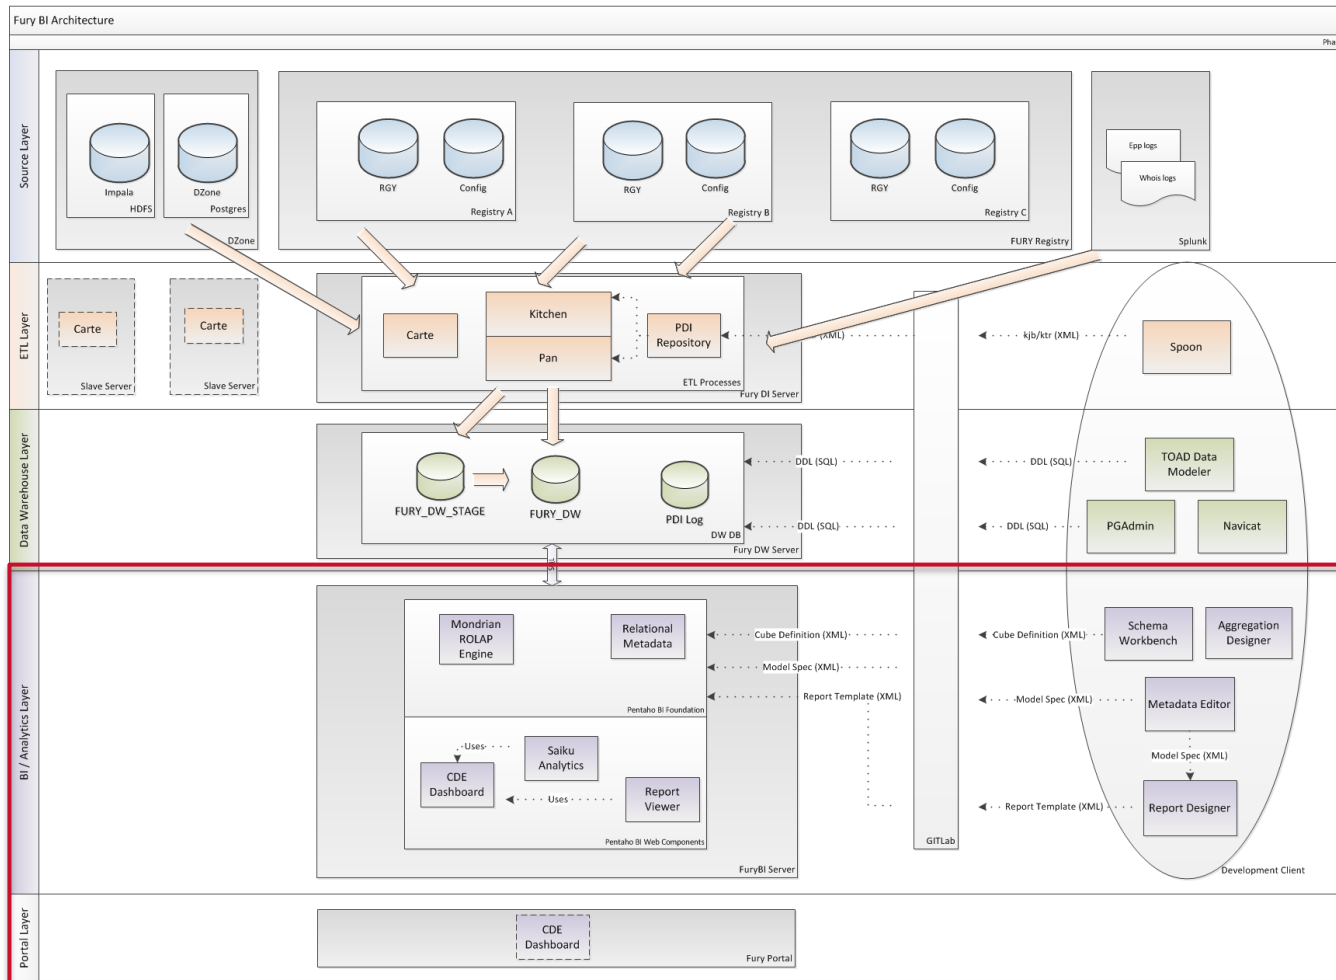 Fury BI Architecture
Pha
Source Layer
Impala
HDFS
DZone
Postgres
DZone
RGY
Config
Registry A
RGY
Config
Registry B
RGY
Config
Registry C
FURY Registry
Epp logs
Whois logs
Splunk
ETL Layer
Carte
Slave Server
Carte
Slave Server
Carte
Kitchen
Pan
PDI
Repository
ETL Processes
Fury DI Server
(XML)
kjb/ktr (XML)
Spoon
Data Warehouse Layer
FURY_DW_STAGE
FURY_DW
PDI Log
DW DB
Fury DW Server
DDL (SQL)
DDL (SQL)
TOAD Data
Modeler
DDL (SQL)
DDL (SQL)
PGAdmin
Navicat
BI / Analytics Layer
Mondrian
ROLAP
Engine
Relational
Metadata
Pentaho BI Foundation
Cube Definition (XML)
Model Spec (XML)
Report Template (XML)
Uses
Saiku
Analytics
CDE
Dashboard
Uses
Report
Viewer
Pentaho BI Web Components
FuryBI Server
GITLab
Cube Definition (XML)
Schema
Workbench
Aggregation
Designer
Model Spec (XML)
Metadata Editor
Model Spec (XML)
Report Template (XML)
Report Designer
Development Client
Portal Layer
CDE
Dashboard
Fury Portal